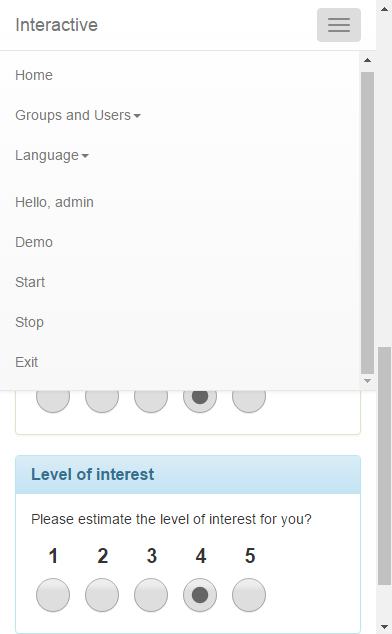 Interactive
Home
Groups and Users
Language
Hello, admin
Demo
Start
Stop
Exit
Level of interest
Please estimate the level of interest for you?
1 2 3 4 5